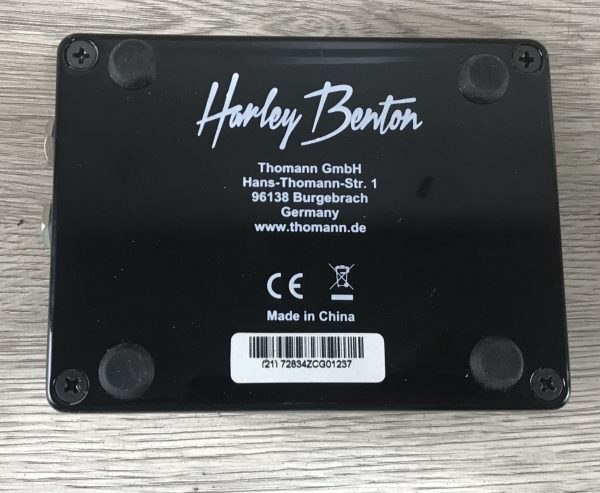 Harley Benton
Thomann GmbH
Hans-Thomann-Str. 1
96138 Burgebrach
Germany
www.thomann.de
CE
Made in China
(21) 72834ZCG01237